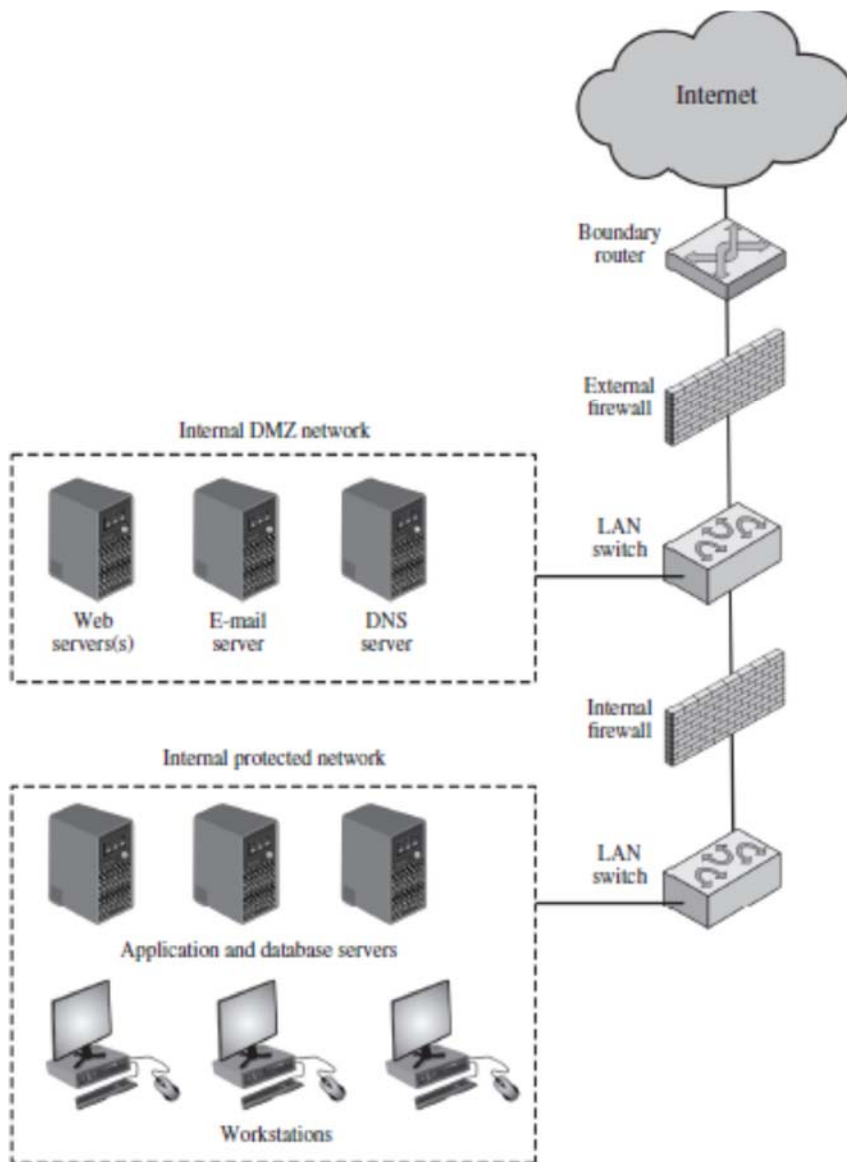 Internet
Boundary
router
External
firewall
Internal DMZ network
LAN
switch
Web
servers(s)
E-mail
server
DNS
server
Internal
firewall
Internal protected network
LAN
switch
Application and database servers
Workstations